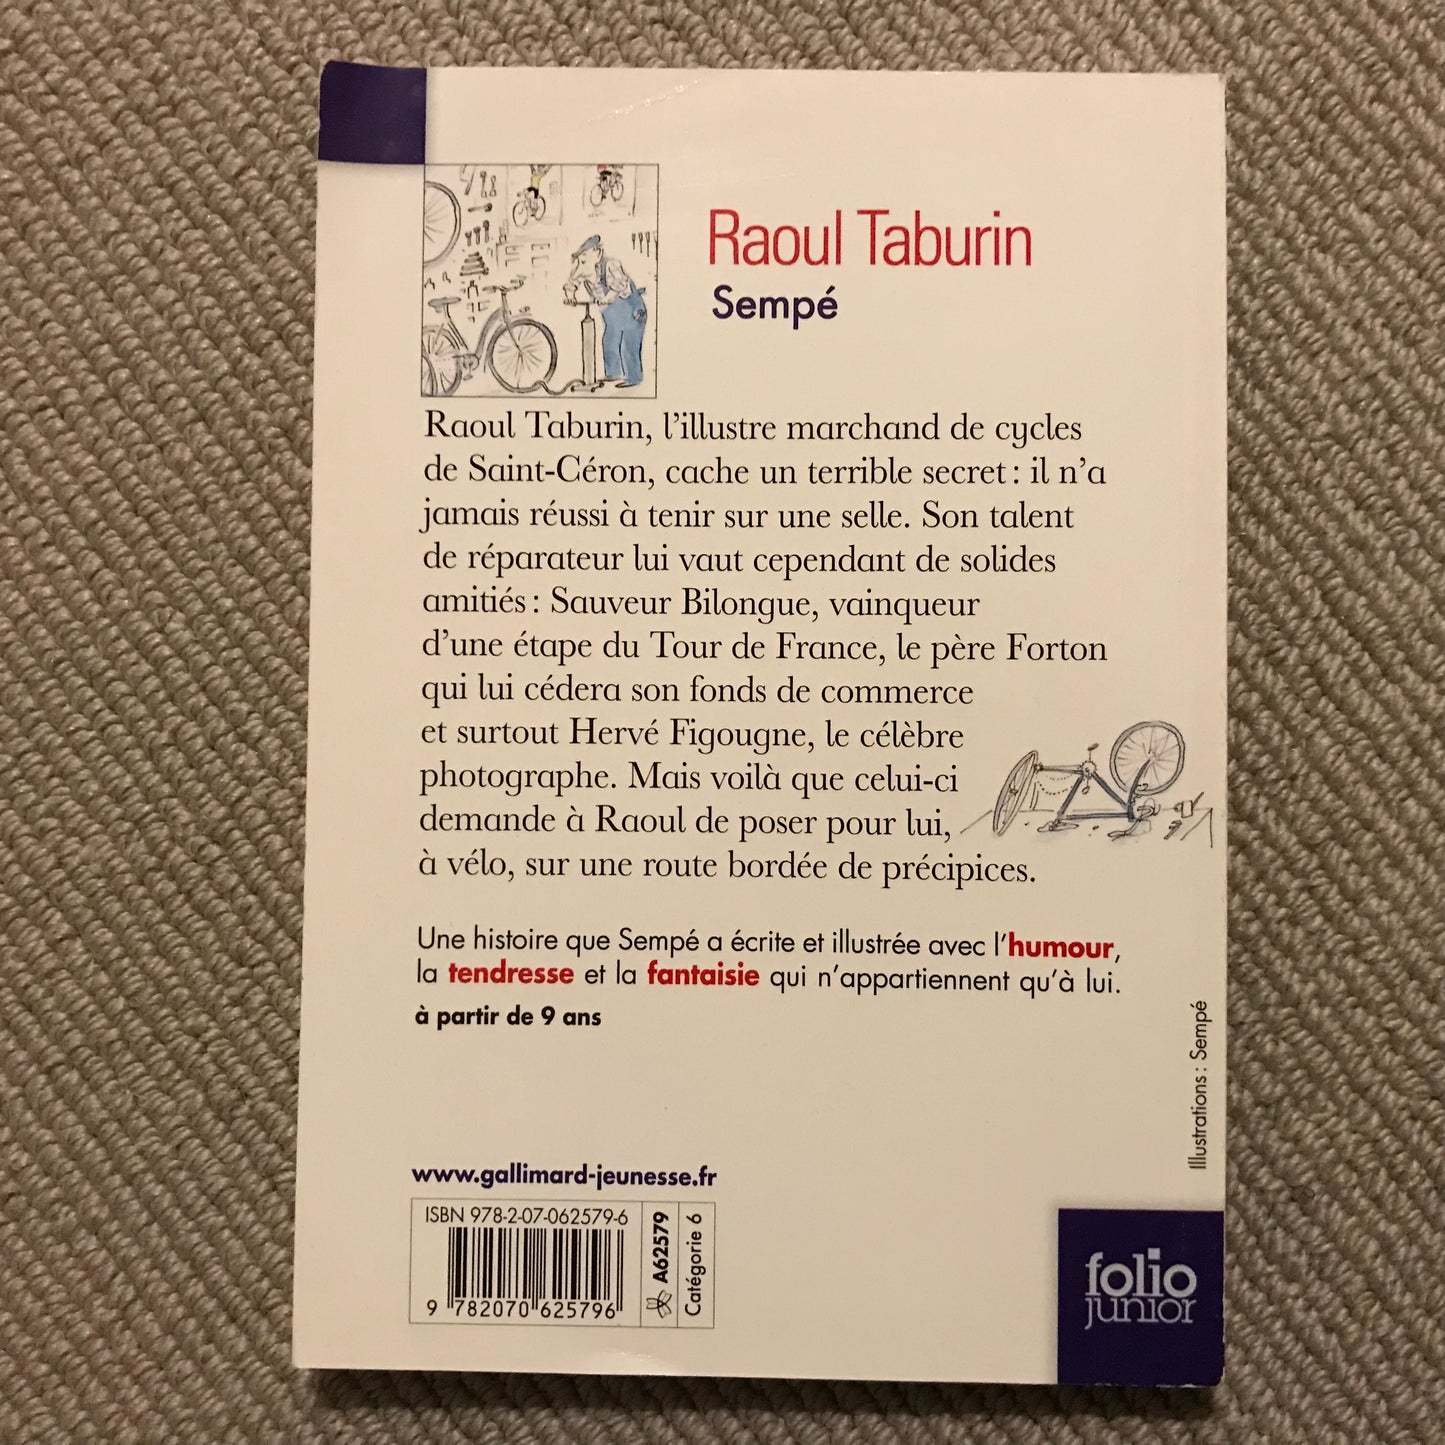 Raoul Taburin
Sempé
Raoul Taburin, l'illustre marchand de cycles
de Saint-Céron, cache un terrible secret : il n'a
jamais réussi à tenir sur une selle. Son talent
de réparateur lui vaut cependant de solides
amitiés : Sauveur Bilongue, vainqueur
d'une étape du Tour de France, le père Forton
qui lui cédera son fonds de commerce
et surtout Hervé Figougne, le célèbre
photographe. Mais voilà que celui-ci
demande à Raoul de poser pour lui,
à vélo, sur une route bordée de précipices.
Une histoire que Sempé a écrite et illustrée avec l'humour,
la tendresse et la fantaisie qui n'appartiennent qu'à lui.
à partir de 9 ans
Illustrations : Sempé
www.gallimard-jeunesse.fr
ISBN 978-2-07-062579-6
9 782070 625796
A62579
Catégorie 6
folio
junior